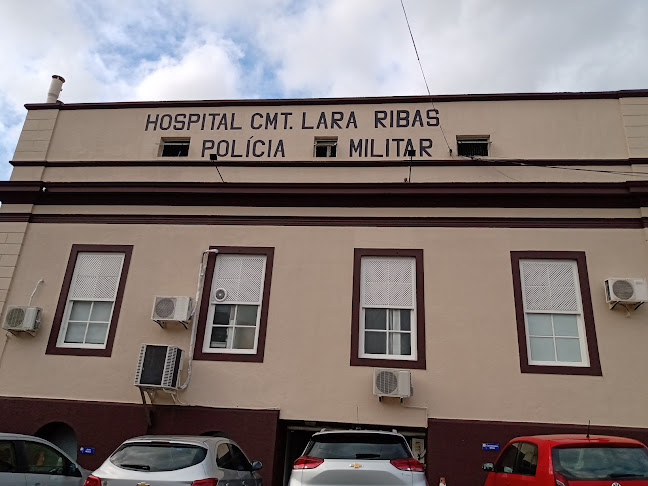 HOSPITAL CMT. LARA RIBAS
POLÍCIA MILITAR